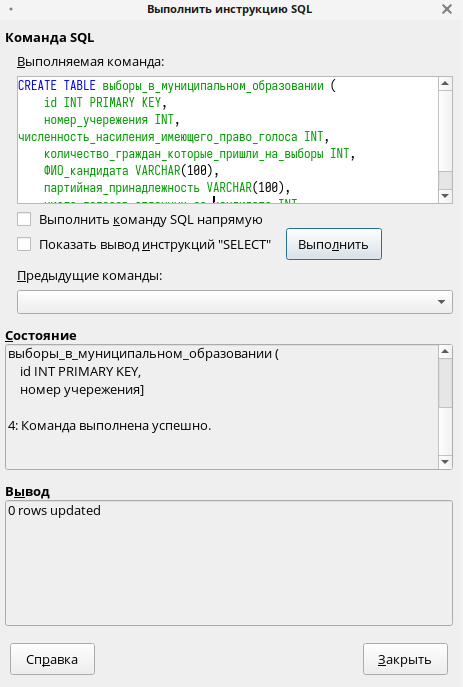 Выполнить инструкцию SQL
Команда SQL
Выполняемая команда:
CREATE TABLE выборы_в_муниципальном_образовании (
id INT PRIMARY KEY,
номер_учережения INT,
численность_насиления_имеющего_право_голоса INT,
количество_граждан_которые_пришли_на_выборы INT,
ФИО_кандидата VARCHAR(100),
партийная_принадлежность VARCHAR(100),
Выполнить команду SQL напрямую
Показать вывод инструкций "SELECT"
Выполнить
Предыдущие команды:
Состояние
выборы_в_муниципальном_образовании (
id INT PRIMARY KEY,
номер учережения]
4: Команда выполнена успешно.
Вывод
0 rows updated
Справка
Закрыть